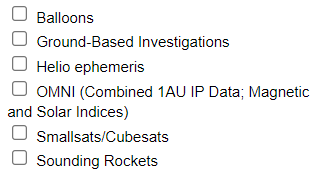 Balloons
Ground-Based Investigations
Helio ephemeris
OMNI (Combined 1AU IP Data; Magnetic
and Solar Indices)
Smallsats/Cubesats
Sounding Rockets